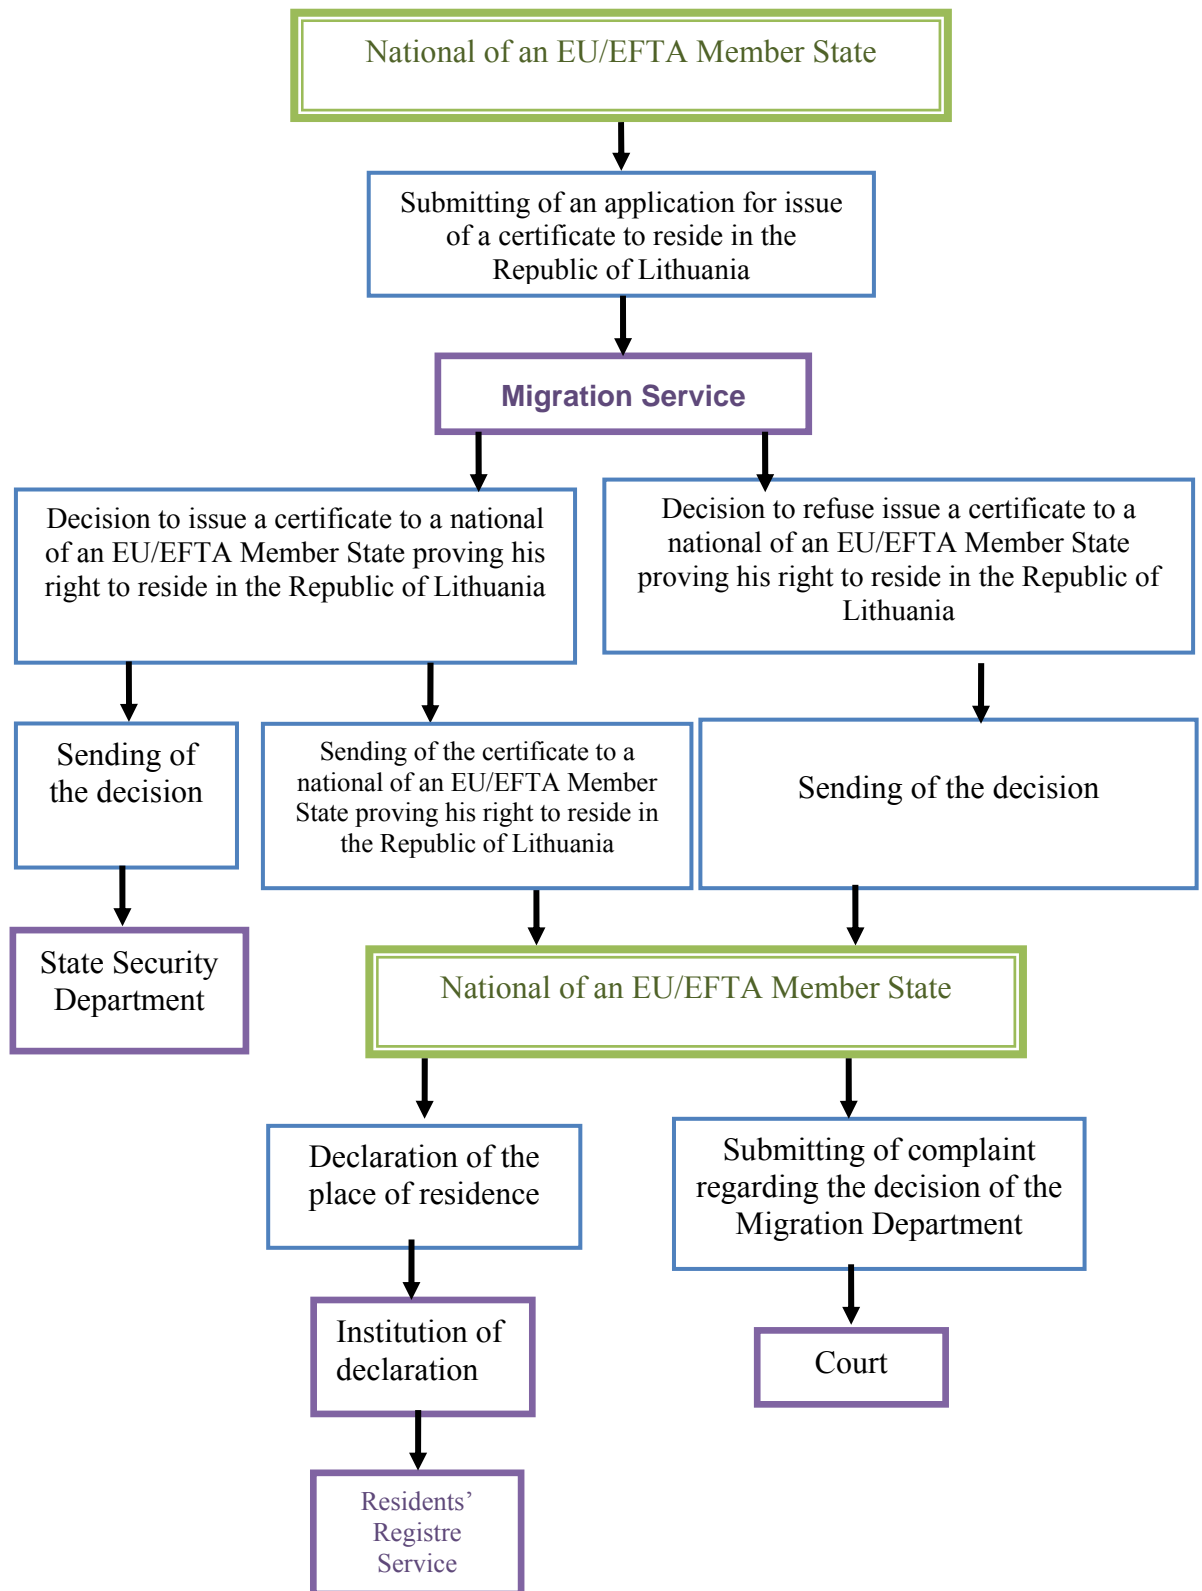 National of an EU/EFTA Member State
Submitting of an application for issue
of a certificate to reside in the
Republic of Lithuania
Migration Service
Decision to issue a certificate to a national
of an EU/EFTA Member State proving his
right to reside in the Republic of Lithuania
Decision to refuse issue a certificate to a
national of an EU/EFTA Member State
proving his right to reside in the Republic of
Lithuania
Sending of
the decision
Sending of the certificate to a
national of an EU/EFTA Member
State proving his right to reside in
the Republic of Lithuania
Sending of the decision
State Security
Department
National of an EU/EFTA Member State
Declaration of the
place of residence
Submitting of complaint
regarding the decision of the
Migration Department
Institution of
declaration
Court
Residents’
Registre
Service